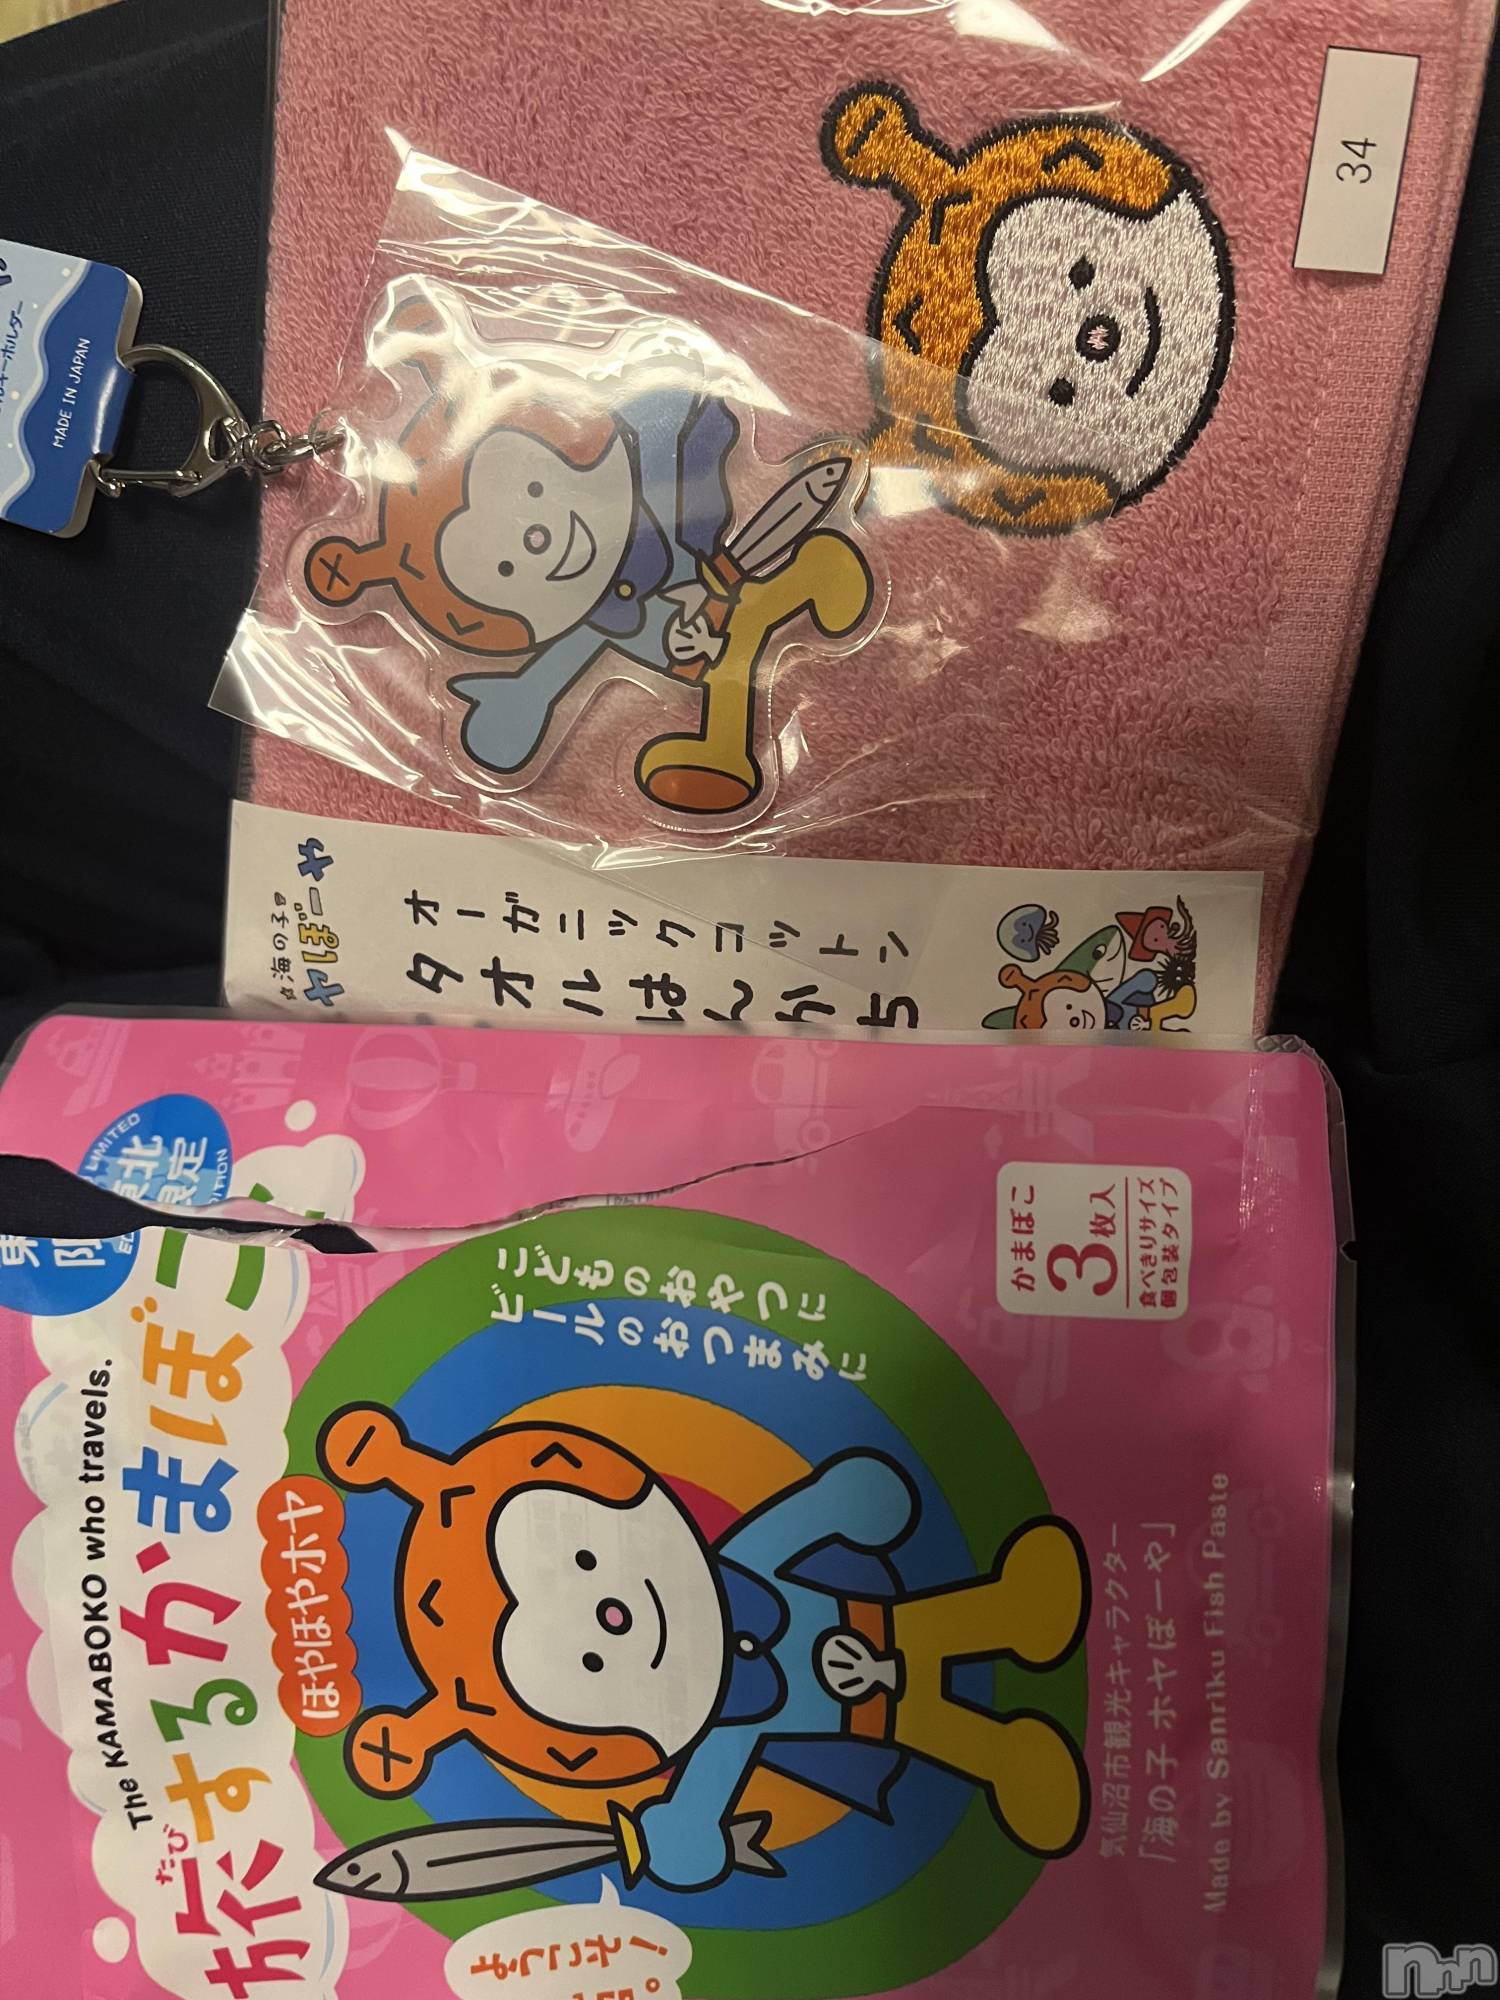 34
MADE IN JAPAN
☆海の子◎
ホヤぼーや
オーガニックコットン
タオルはんかち
LIMITED
東北
限定
EDITION
The KAMABOKO who travels.
たび
旅するかまぼこ
ほやほやホヤ
こどものおやつに
ビールのおつまみに
かまぼこ
3枚入
食べきりサイズ
個包装タイプ
気仙沼市観光キャラクター
「海の子 ホヤぼーや」
Made by Sanriku Fish Paste